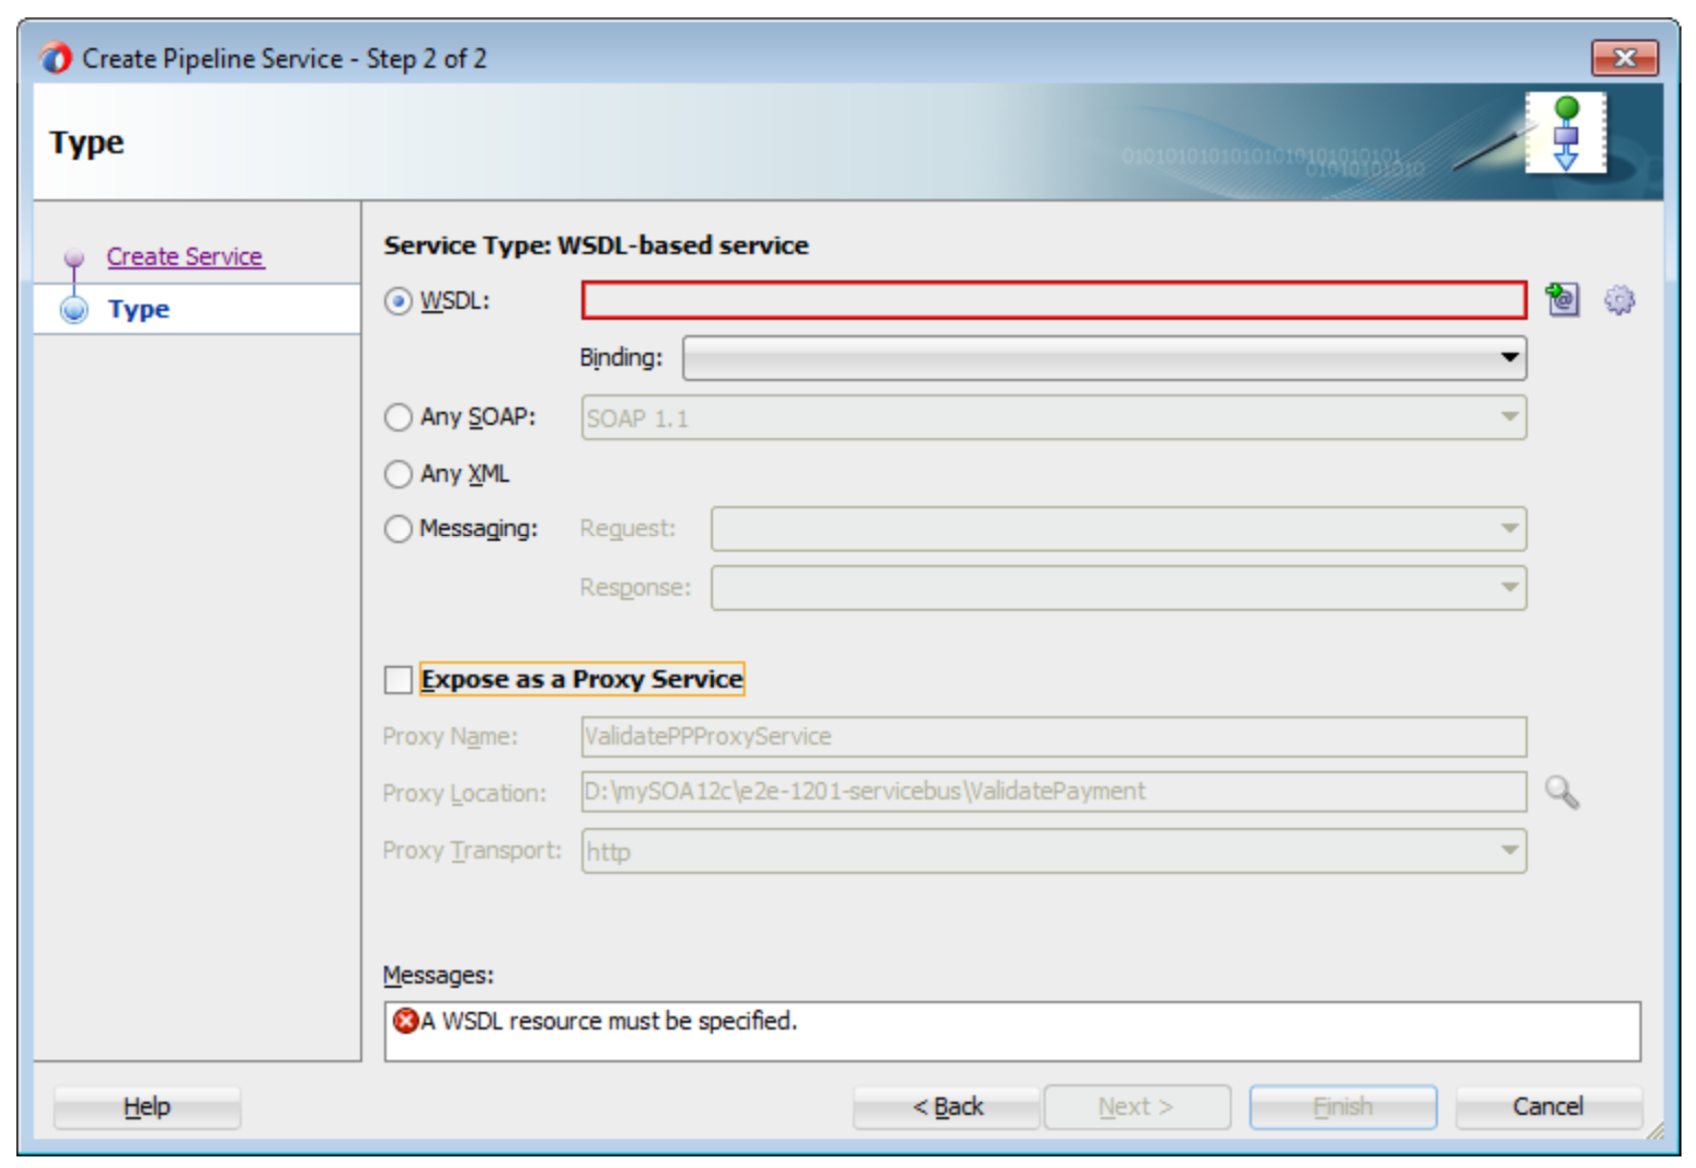 Create Pipeline Service - Step 2 of 2
Type
0101010101010101010101010101
01010101010
Create Service
Type
Service Type: WSDL-based service
WSDL:
Binding:
Any SOAP: SOAP 1.1
Any XML
Messaging: Request:
Response:
Expose as a Proxy Service
Proxy Name: ValidatePPProxyService
Proxy Location: D:\mySOA12c\e2e-1201-servicebus\ValidatePayment
Proxy Transport: http
Messages:
A WSDL resource must be specified.
Help < Back Next > Finish Cancel